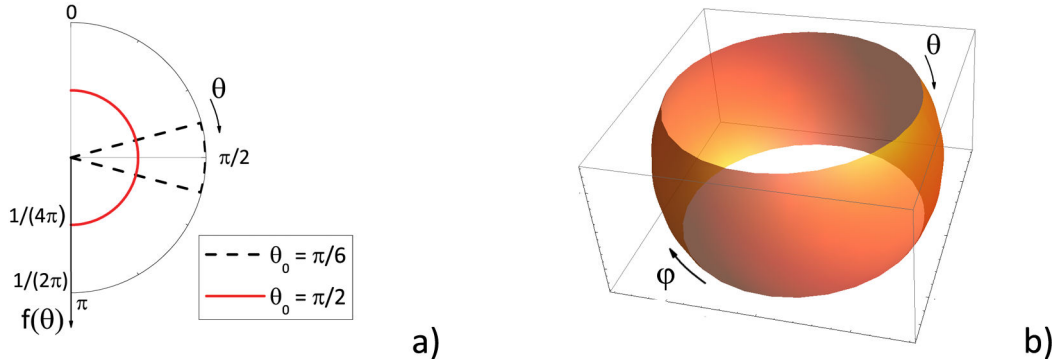 0
θ
π/2
1/(4π)
1/(2π)
π
f(θ)
θ₀ = π/6
θ₀ = π/2
a)
θ
φ
b)